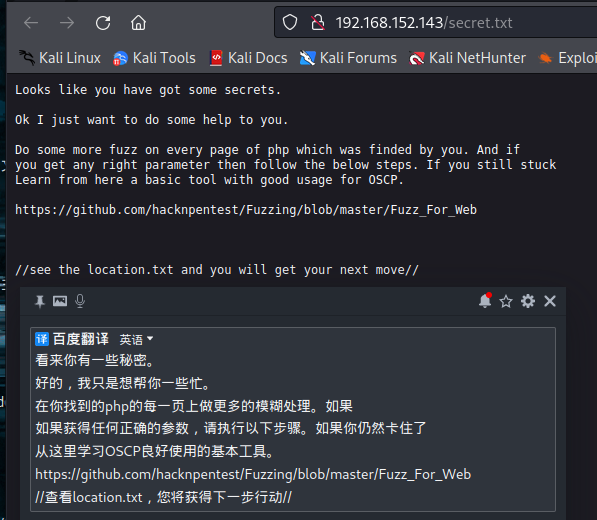 192.168.152.143/secret.txt
Kali Linux Kali Tools Kali Docs Kali Forums Kali NetHunter Exploi
Looks like you have got some secrets.
Ok I just want to do some help to you.
Do some more fuzz on every page of php which was finded by you. And if
you get any right parameter then follow the below steps. If you still stuck
Learn from here a basic tool with good usage for OSCP.
https://github.com/hacknpentest/Fuzzing/blob/master/Fuzz_For_Web
//see the location.txt and you will get your next move//
译 百度翻译 英语
看来你有一些秘密。
好的，我只是想帮你一些忙。
在你找到的php的每一页上做更多的模糊处理。如果
如果获得任何正确的参数，请执行以下步骤。如果你仍然卡住了
从这里学习OSCP良好使用的基本工具。
https://github.com/hacknpentest/Fuzzing/blob/master/Fuzz_For_Web
//查看location.txt，您将获得下一步行动//